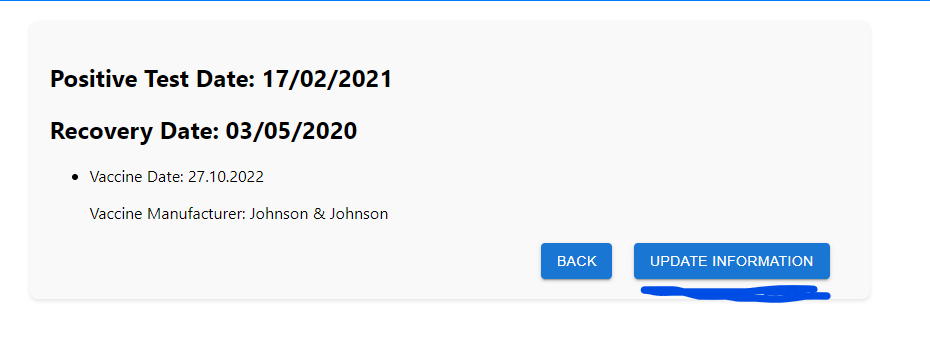 Positive Test Date: 17/02/2021
Recovery Date: 03/05/2020
• Vaccine Date: 27.10.2022
Vaccine Manufacturer: Johnson & Johnson
BACK UPDATE INFORMATION